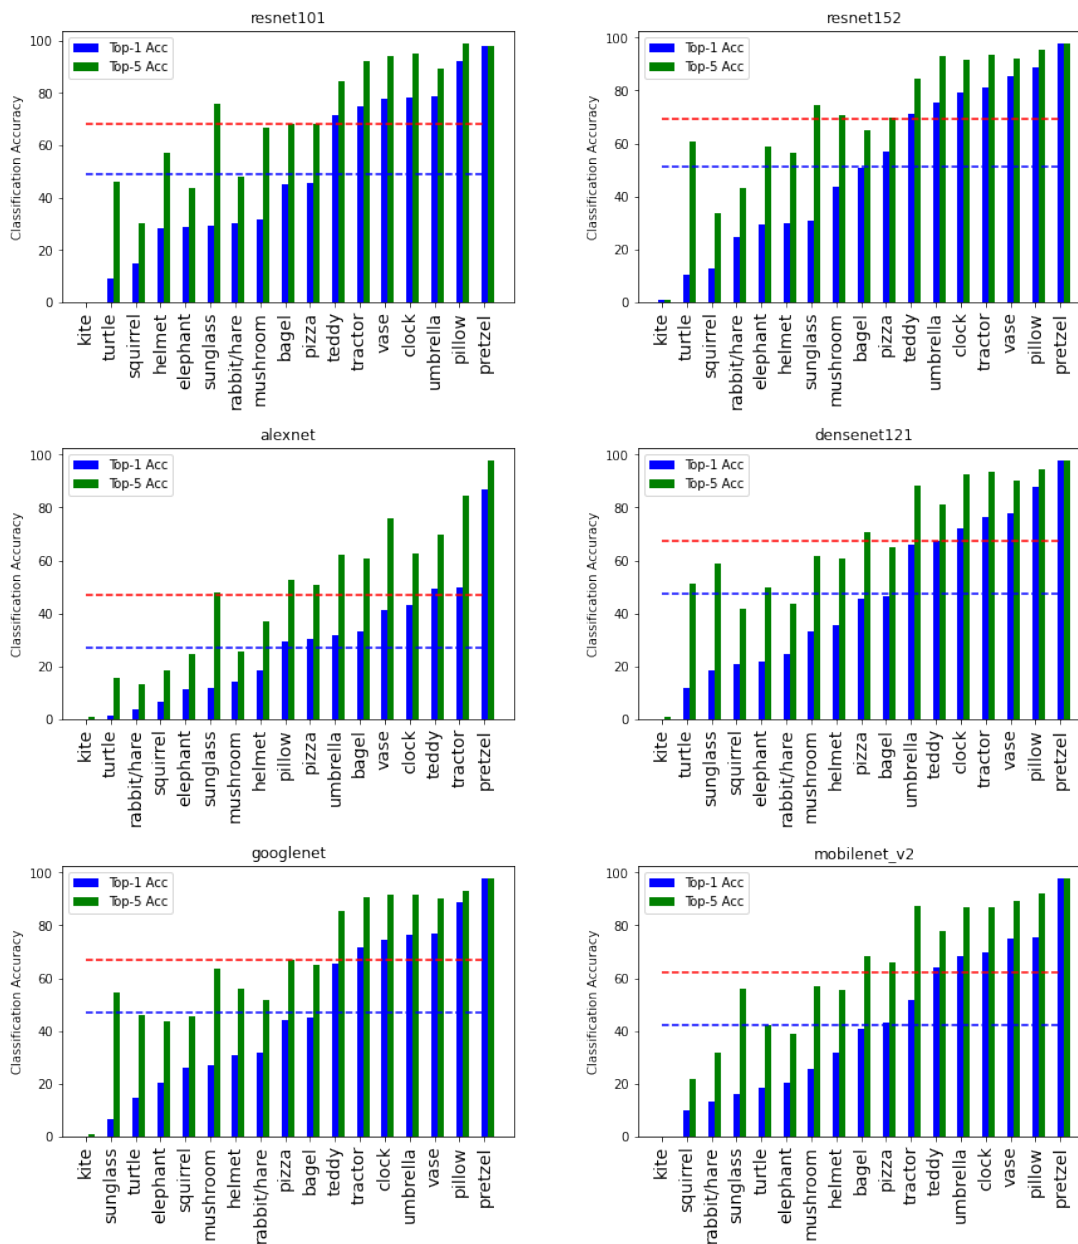 resnet101
Classification Accuracy
100
80
60
40
20
0
Top-1 Acc
Top-5 Acc
kite
turtle
squirrel
helmet
elephant
sunglass
rabbit/hare
mushroom
bagel
pizza
teddy
tractor
vase
clock
umbrella
pillow
pretzel
resnet152
Classification Accuracy
100
80
60
40
20
0
Top-1 Acc
Top-5 Acc
kite
turtle
squirrel
rabbit/hare
elephant
helmet
sunglass
mushroom
bagel
pizza
teddy
umbrella
clock
tractor
vase
pillow
pretzel
alexnet
Classification Accuracy
100
80
60
40
20
0
Top-1 Acc
Top-5 Acc
kite
turtle
rabbit/hare
squirrel
elephant
sunglass
mushroom
helmet
pillow
pizza
umbrella
bagel
vase
clock
teddy
tractor
pretzel
densenet121
Classification Accuracy
100
80
60
40
20
0
Top-1 Acc
Top-5 Acc
kite
turtle
sunglass
squirrel
elephant
rabbit/hare
mushroom
helmet
pizza
bagel
umbrella
teddy
clock
tractor
vase
pillow
pretzel
googlenet
Classification Accuracy
100
80
60
40
20
0
Top-1 Acc
Top-5 Acc
kite
sunglass
turtle
elephant
squirrel
mushroom
helmet
rabbit/hare
pizza
bagel
teddy
tractor
clock
umbrella
vase
pillow
pretzel
mobilenet_v2
Classification Accuracy
100
80
60
40
20
0
Top-1 Acc
Top-5 Acc
kite
squirrel
rabbit/hare
sunglass
turtle
elephant
mushroom
helmet
bagel
pizza
tractor
teddy
umbrella
clock
vase
pillow
pretzel